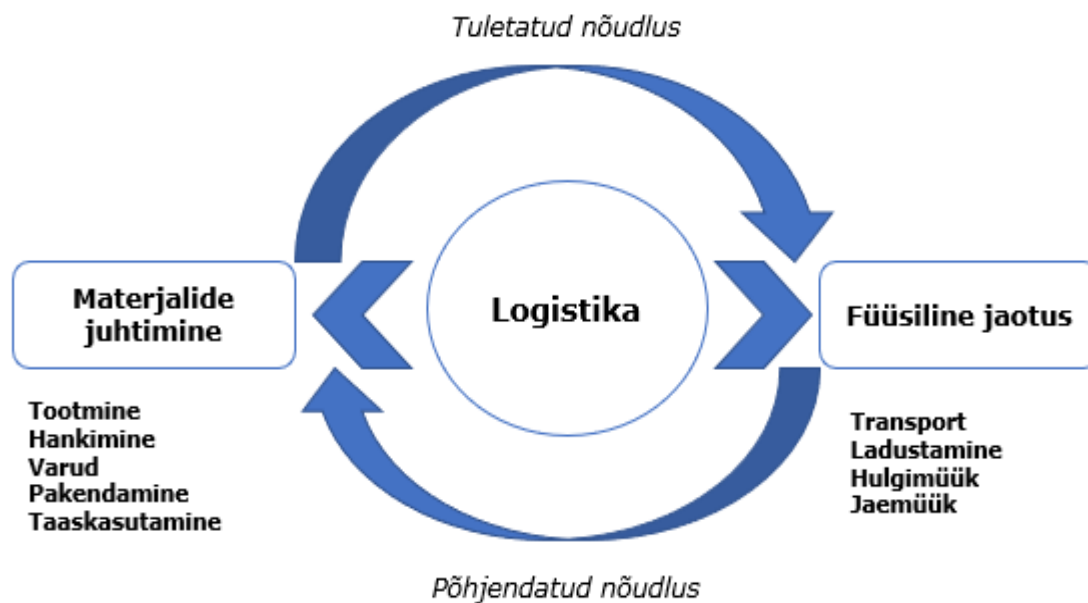 Tuletatud nõudlus
Materjalide
juhtimine
Logistika
Füüsiline jaotus
Tootmine
Hankimine
Varud
Pakendamine
Taaskasutamine
Transport
Ladustamine
Hulgimüük
Jaemüük
Põhjendatud nõudlus